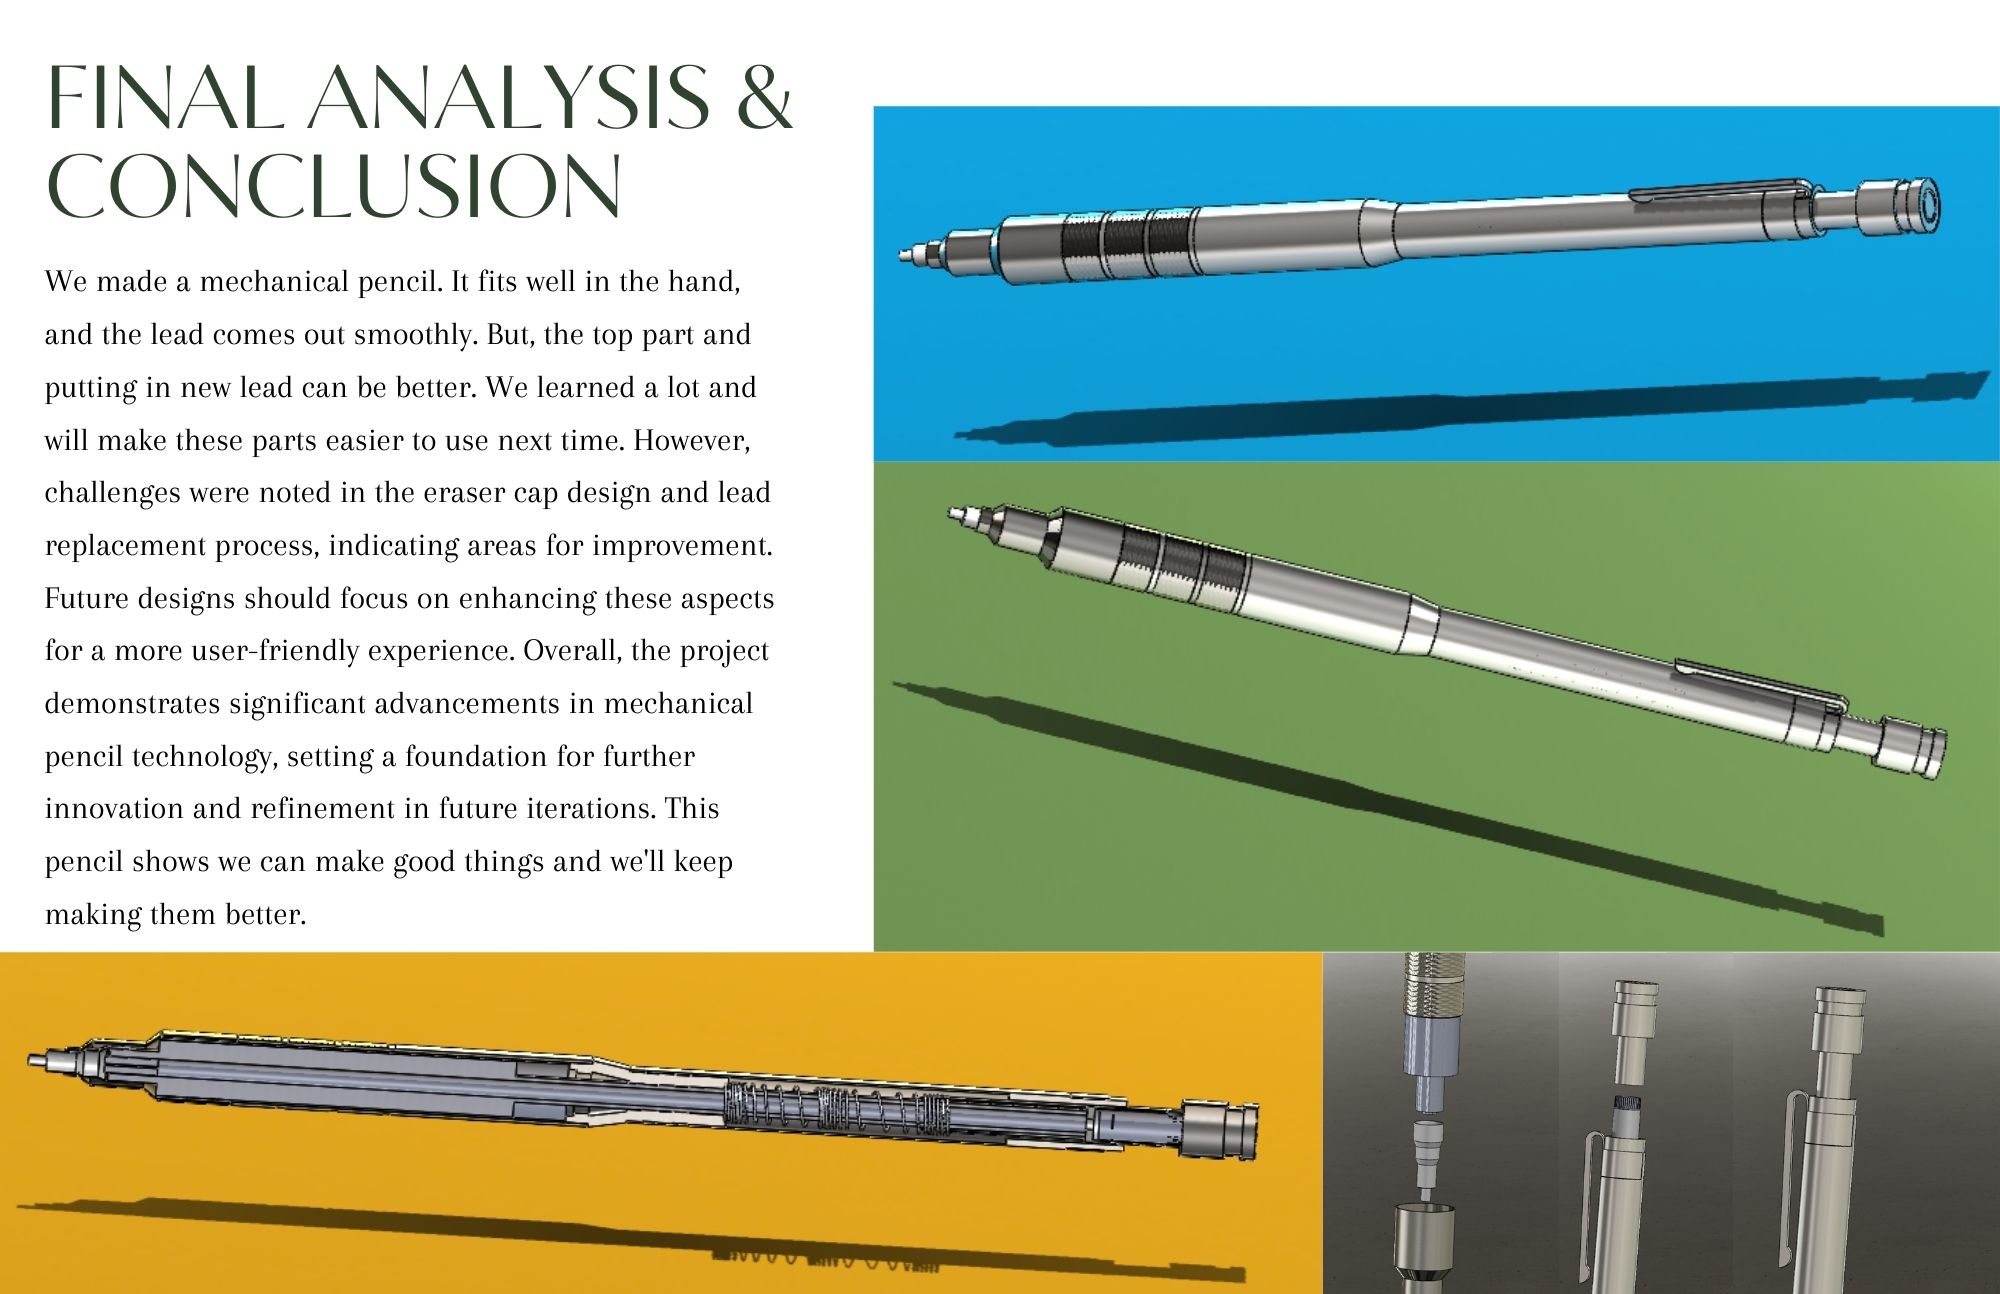 FINAL ANALYSIS &
CONCLUSION
We made a mechanical pencil. It fits well in the hand,
and the lead comes out smoothly. But, the top part and
putting in new lead can be better. We learned a lot and
will make these parts easier to use next time. However,
challenges were noted in the eraser cap design and lead
replacement process, indicating areas for improvement.
Future designs should focus on enhancing these aspects
for a more user-friendly experience. Overall, the project
demonstrates significant advancements in mechanical
pencil technology, setting a foundation for further
innovation and refinement in future iterations. This
pencil shows we can make good things and we'll keep
making them better.